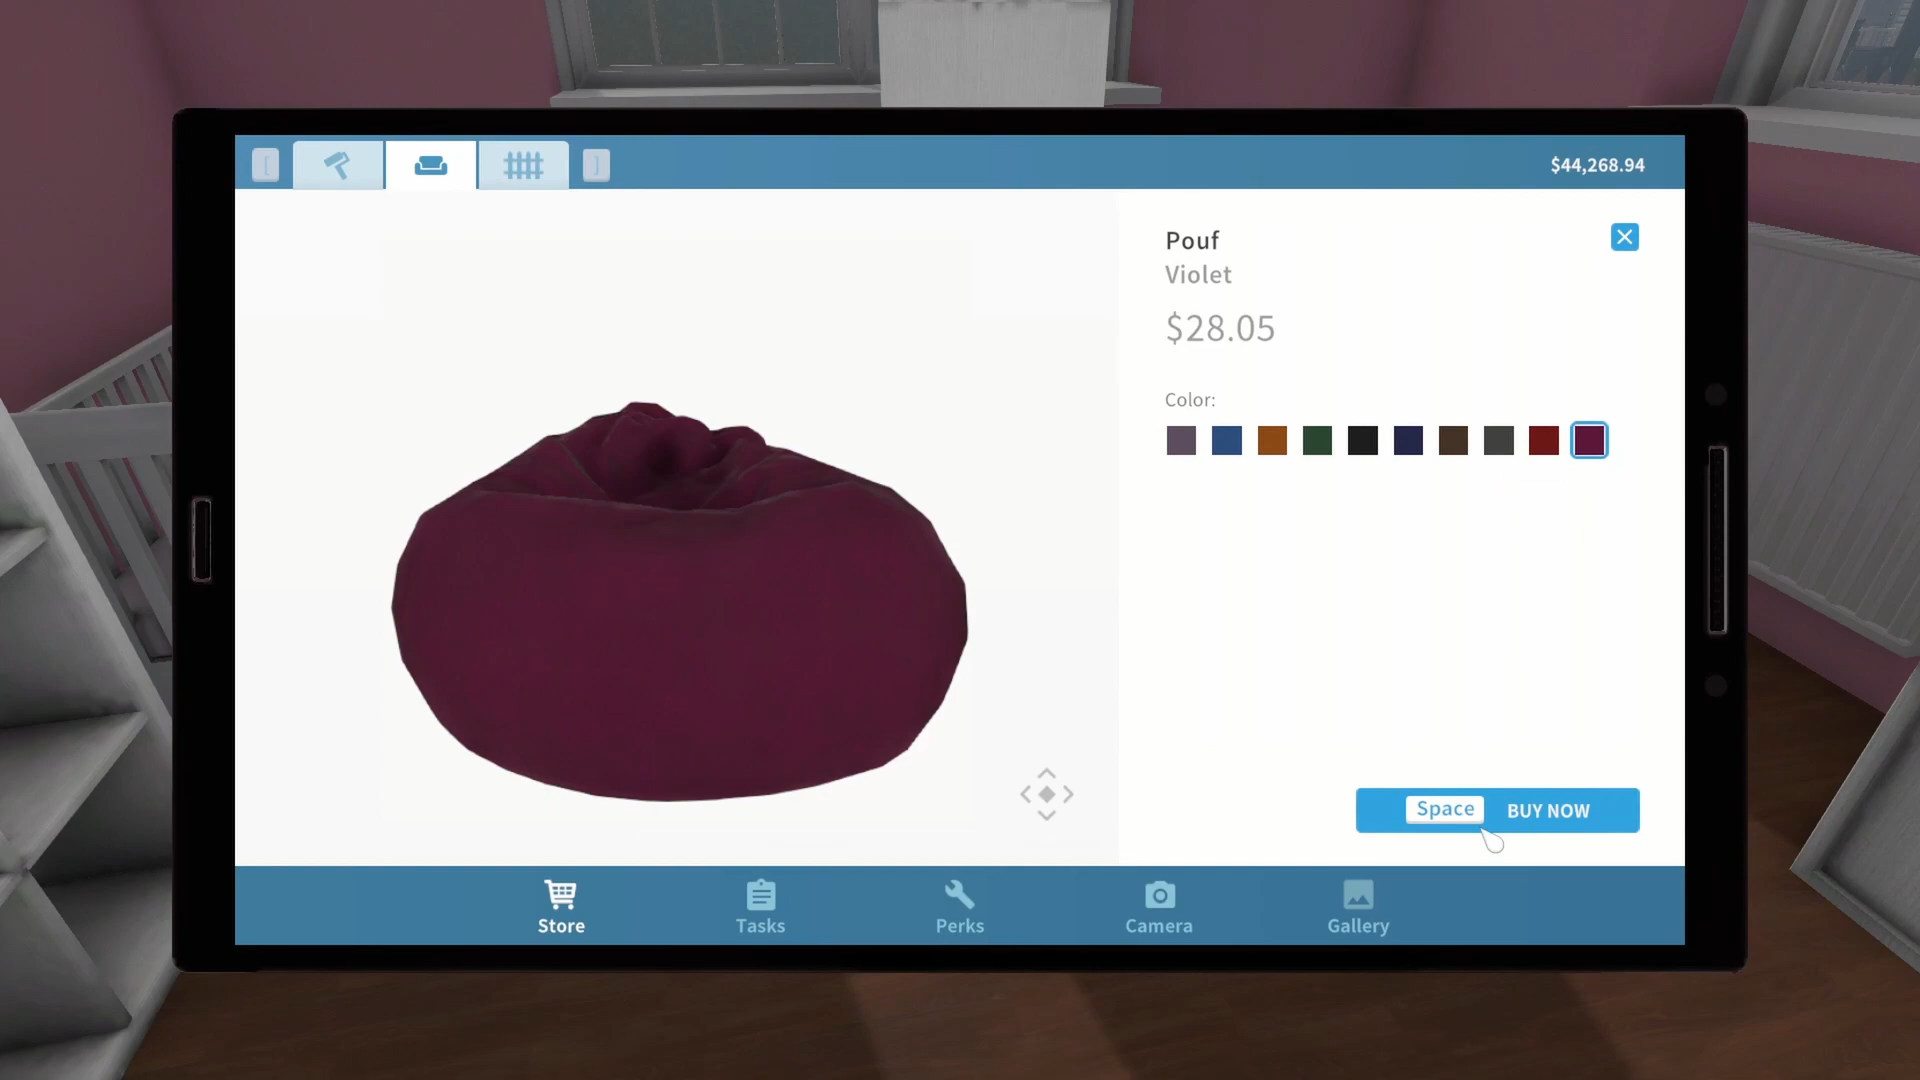 [
]
$44,268.94
Pouf
Violet
$28.05
Color:
Space BUY NOW
Store
Tasks
Perks
Camera
Gallery